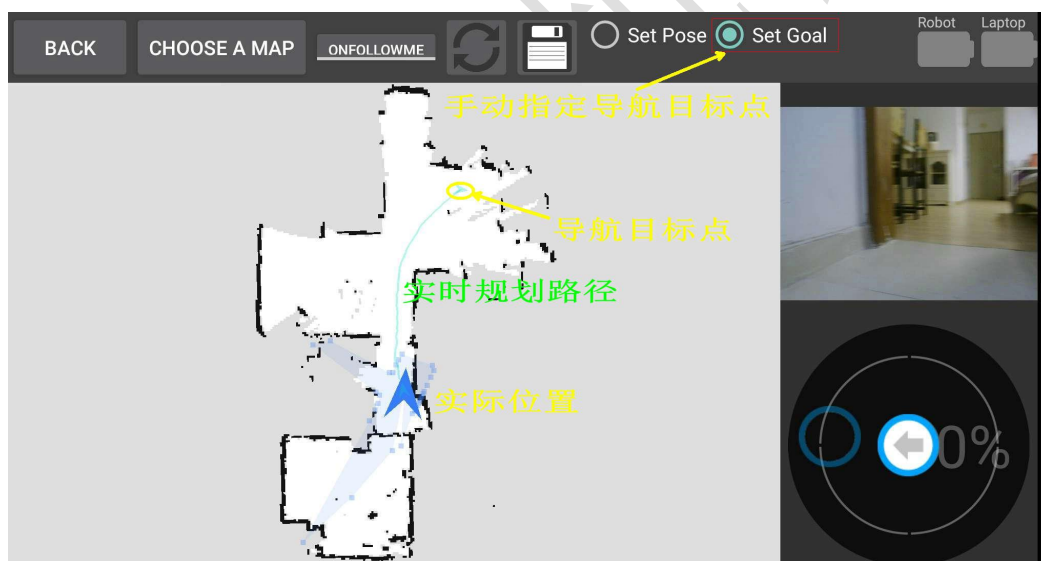 BACK
CHOOSE A MAP
ONFOLLOWME
Set Pose
Set Goal
Robot
Laptop
手动指定导航目标点
导航目标点
实时规划路径
实际位置
0%